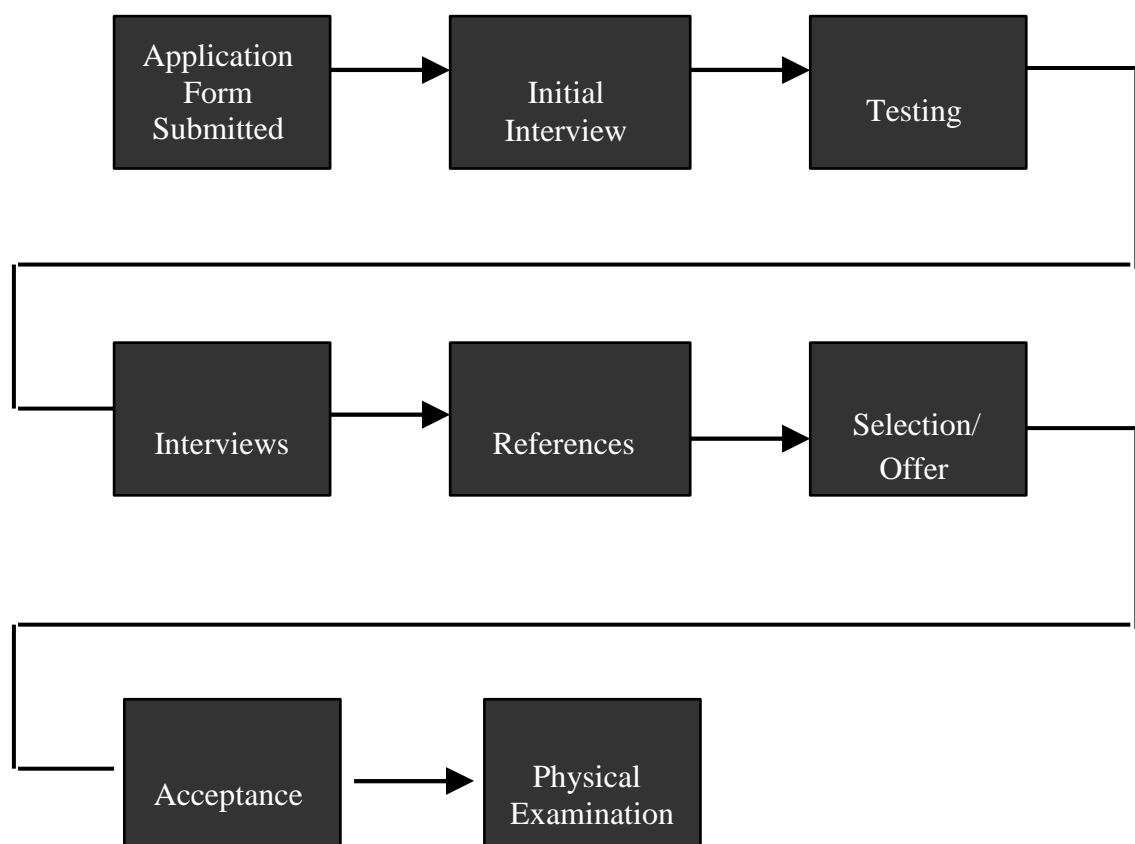 Application
Form
Submitted
Initial
Interview
Testing
Interviews
References
Selection/
Offer
Acceptance
Physical
Examination